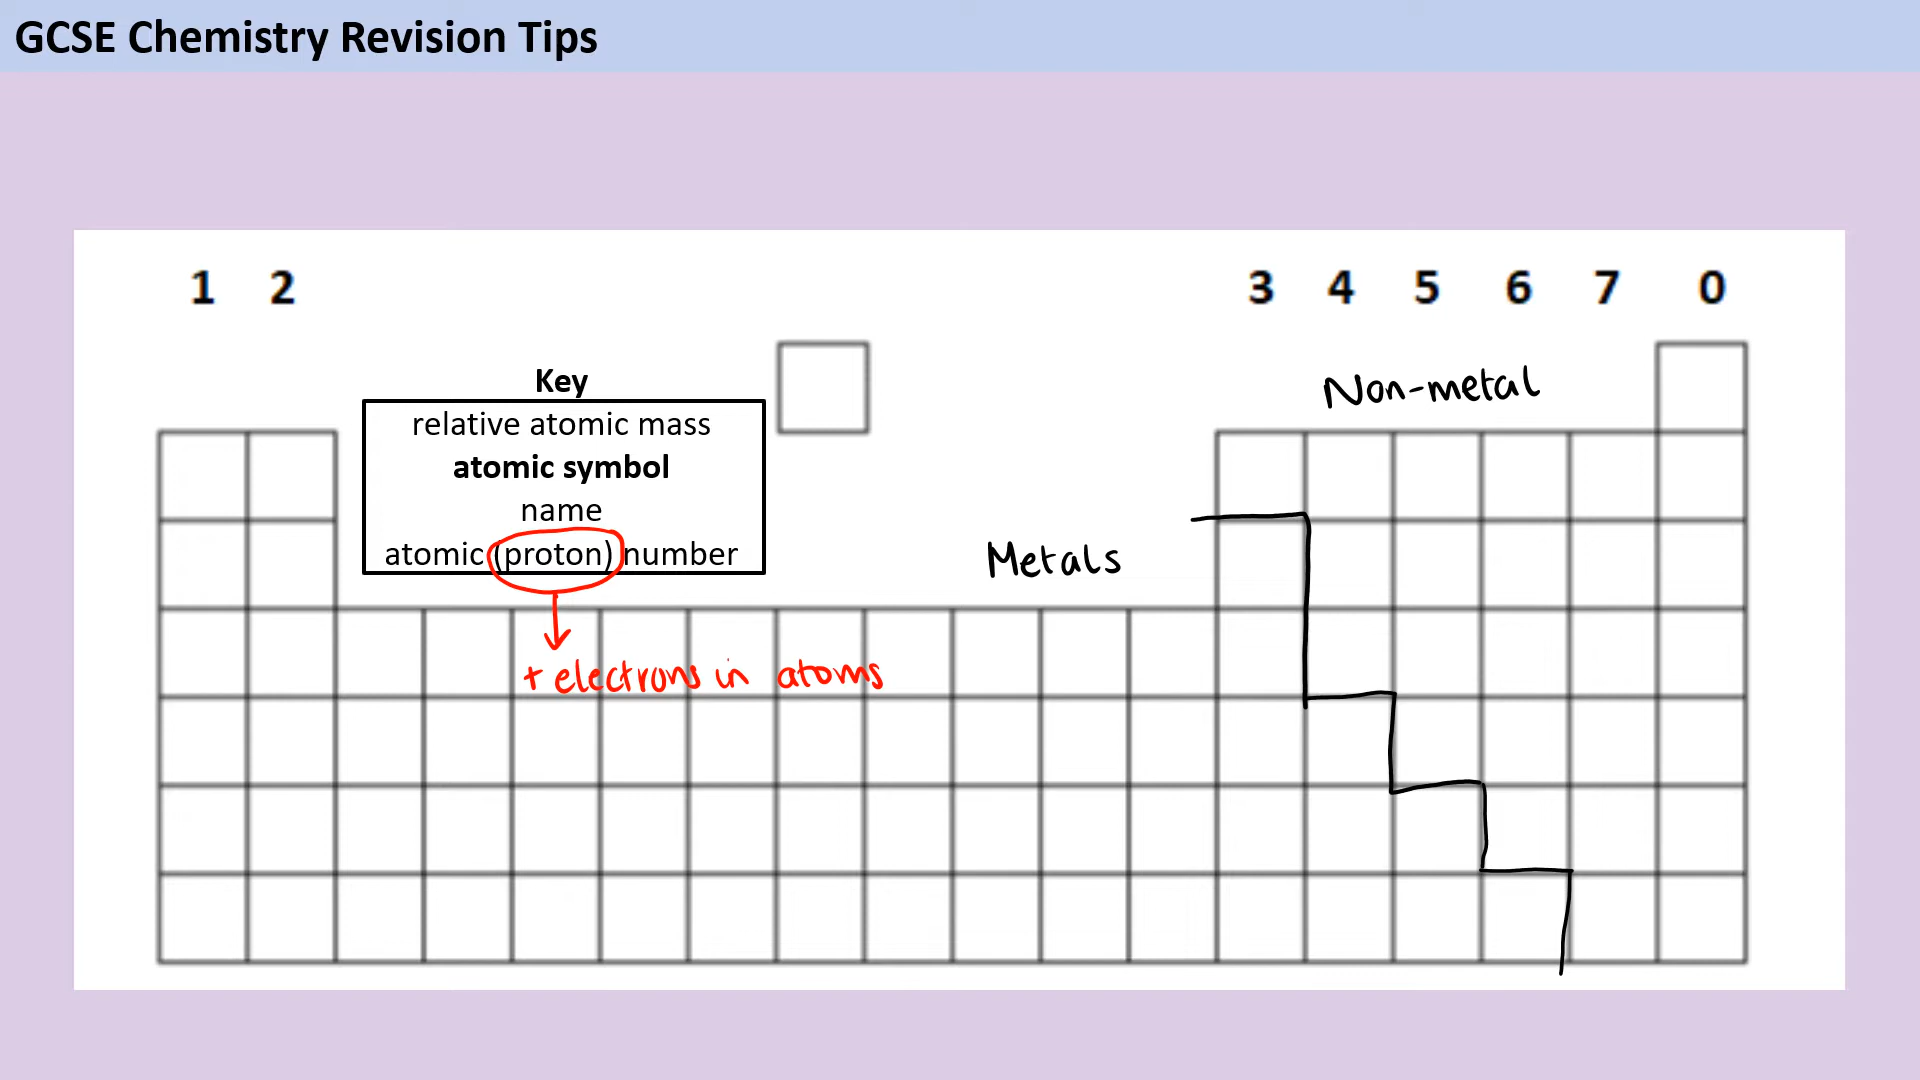 GCSE Chemistry Revision Tips
1 2 3 4 5 6 7 0
Key
relative atomic mass
atomic symbol
name
atomic (proton) number
Non-metal
Metals
+ electrons in atoms